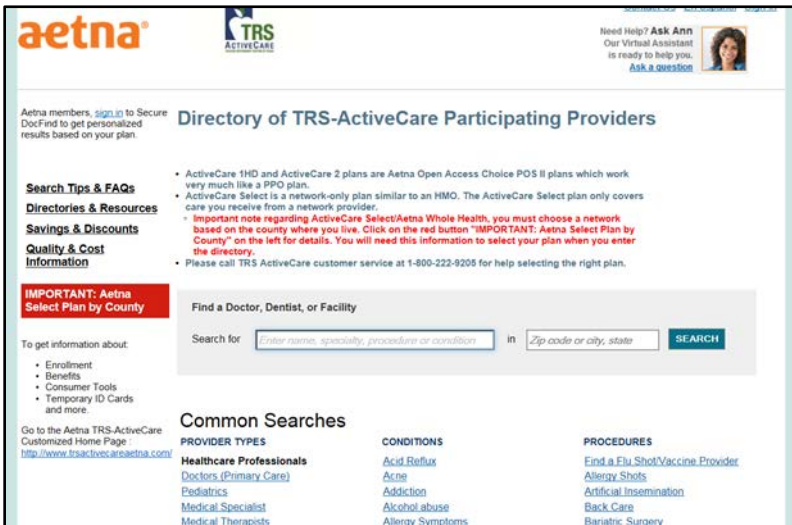 Contact Us En Español Sign In
aetna®
TRS
ACTIVECARE
Need Help? Ask Ann
Our Virtual Assistant
is ready to help you.
Ask a question
Aetna members, sign in to Secure
DocFind to get personalized
results based on your plan.
Search Tips & FAQs
Directories & Resources
Savings & Discounts
Quality & Cost
Information
IMPORTANT: Aetna
Select Plan by County
To get information about:
• Enrollment
• Benefits
• Consumer Tools
• Temporary ID Cards
and more.
Go to the Aetna TRS-ActiveCare
Customized Home Page :
http://www.trsactivecareaetna.com/
Directory of TRS-ActiveCare Participating Providers
• ActiveCare 1HD and ActiveCare 2 plans are Aetna Open Access Choice POS II plans which work
very much like a PPO plan.
• ActiveCare Select is a network-only plan similar to an HMO. The ActiveCare Select plan only covers
care you receive from a network provider.
◦ Important note regarding ActiveCare Select/Aetna Whole Health, you must choose a network
based on the county where you live. Click on the red button "IMPORTANT: Aetna Select Plan by
County" on the left for details. You will need this information to select your plan when you enter
the directory.
• Please call TRS ActiveCare customer service at 1-800-222-9205 for help selecting the right plan.
Find a Doctor, Dentist, or Facility
Search for Enter name, specialty, procedure or condition in Zip code or city, state SEARCH
Common Searches
PROVIDER TYPES
Healthcare Professionals
Doctors (Primary Care)
Pediatrics
Medical Specialist
Medical Therapists
CONDITIONS
Acid Reflux
Acne
Addiction
Alcohol abuse
Allergy Symptoms
PROCEDURES
Find a Flu Shot/Vaccine Provider
Allergy Shots
Artificial Insemination
Back Care
Bariatric Surgery